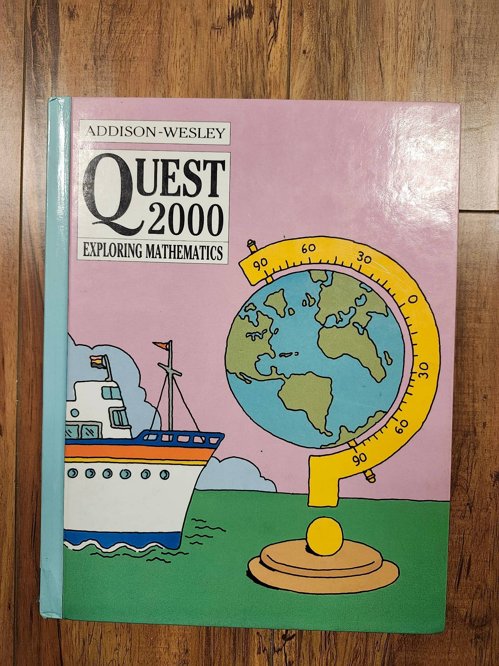 ADDISON-WESLEY
QUEST
2000
EXPLORING MATHEMATICS
90 60 30 0 30 60 90